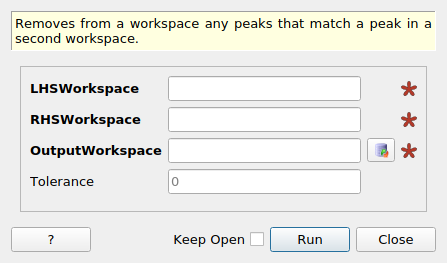 Removes from a workspace any peaks that match a peak in a
second workspace.
LHSWorkspace
RHSWorkspace
OutputWorkspace
Tolerance 0
? Keep Open Run Close